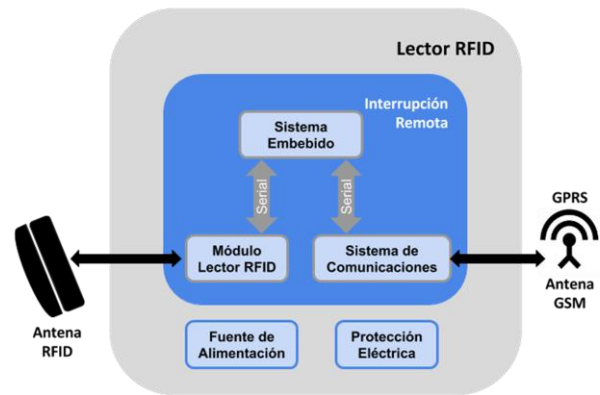 Lector RFID
Interrupción
Remota
Sistema
Embebido
Serial
Serial
Módulo
Lector RFID
Sistema de
Comunicaciones
Antena
RFID
GPRS
Antena
GSM
Fuente de
Alimentación
Protección
Eléctrica